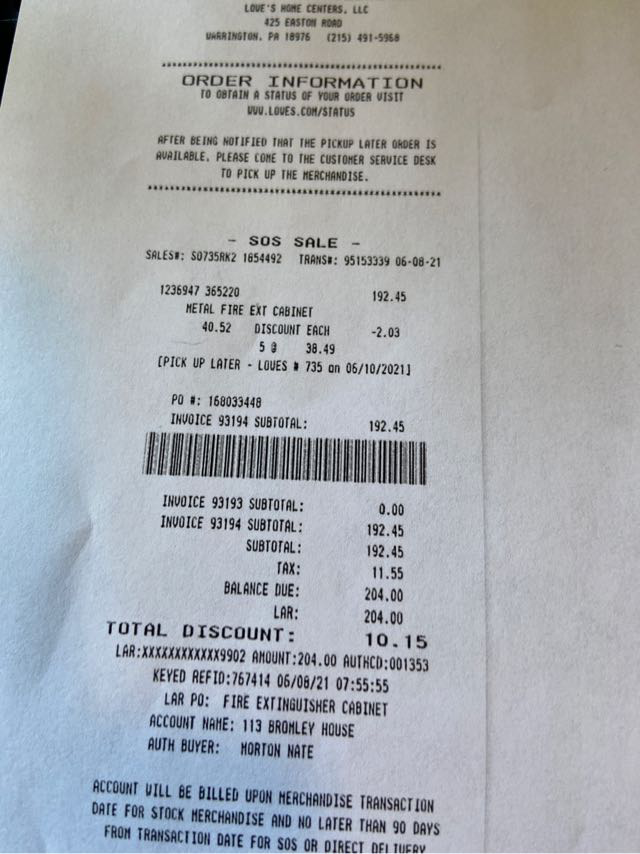 LOWE'S HOME CENTERS, LLC
425 EASTON ROAD
WARRINGTON, PA 18976 (215) 491-5968
ORDER INFORMATION
TO OBTAIN A STATUS OF YOUR ORDER VISIT
WWW.LOWES.COM/STATUS
AFTER BEING NOTIFIED THAT THE PICKUP LATER ORDER IS
AVAILABLE, PLEASE COME TO THE CUSTOMER SERVICE DESK
TO PICK UP THE MERCHANDISE.
- SOS SALE -
SALES#: SO735RK2 1854492 TRANS#: 95153339 06-08-21
1236947 365220 192.45
METAL FIRE EXT CABINET
40.52 DISCOUNT EACH -2.03
5 @ 38.49
[PICK UP LATER - LOWES # 735 on 06/10/2021]
PO #: 168033448
INVOICE 93194 SUBTOTAL: 192.45
INVOICE 93193 SUBTOTAL: 0.00
INVOICE 93194 SUBTOTAL: 192.45
SUBTOTAL: 192.45
TAX: 11.55
BALANCE DUE: 204.00
LAR: 204.00
TOTAL DISCOUNT: 10.15
LAR:XXXXXXXXXXXX9902 AMOUNT:204.00 AUTHCD:001353
KEYED REFID:767414 06/08/21 07:55:55
LAR PO: FIRE EXTINGUISHER CABINET
ACCOUNT NAME: 113 BROMLEY HOUSE
AUTH BUYER: MORTON NATE
ACCOUNT WILL BE BILLED UPON MERCHANDISE TRANSACTION
DATE FOR STOCK MERCHANDISE AND NO LATER THAN 90 DAYS
FROM TRANSACTION DATE FOR SOS OR DIRECT DELIVERY